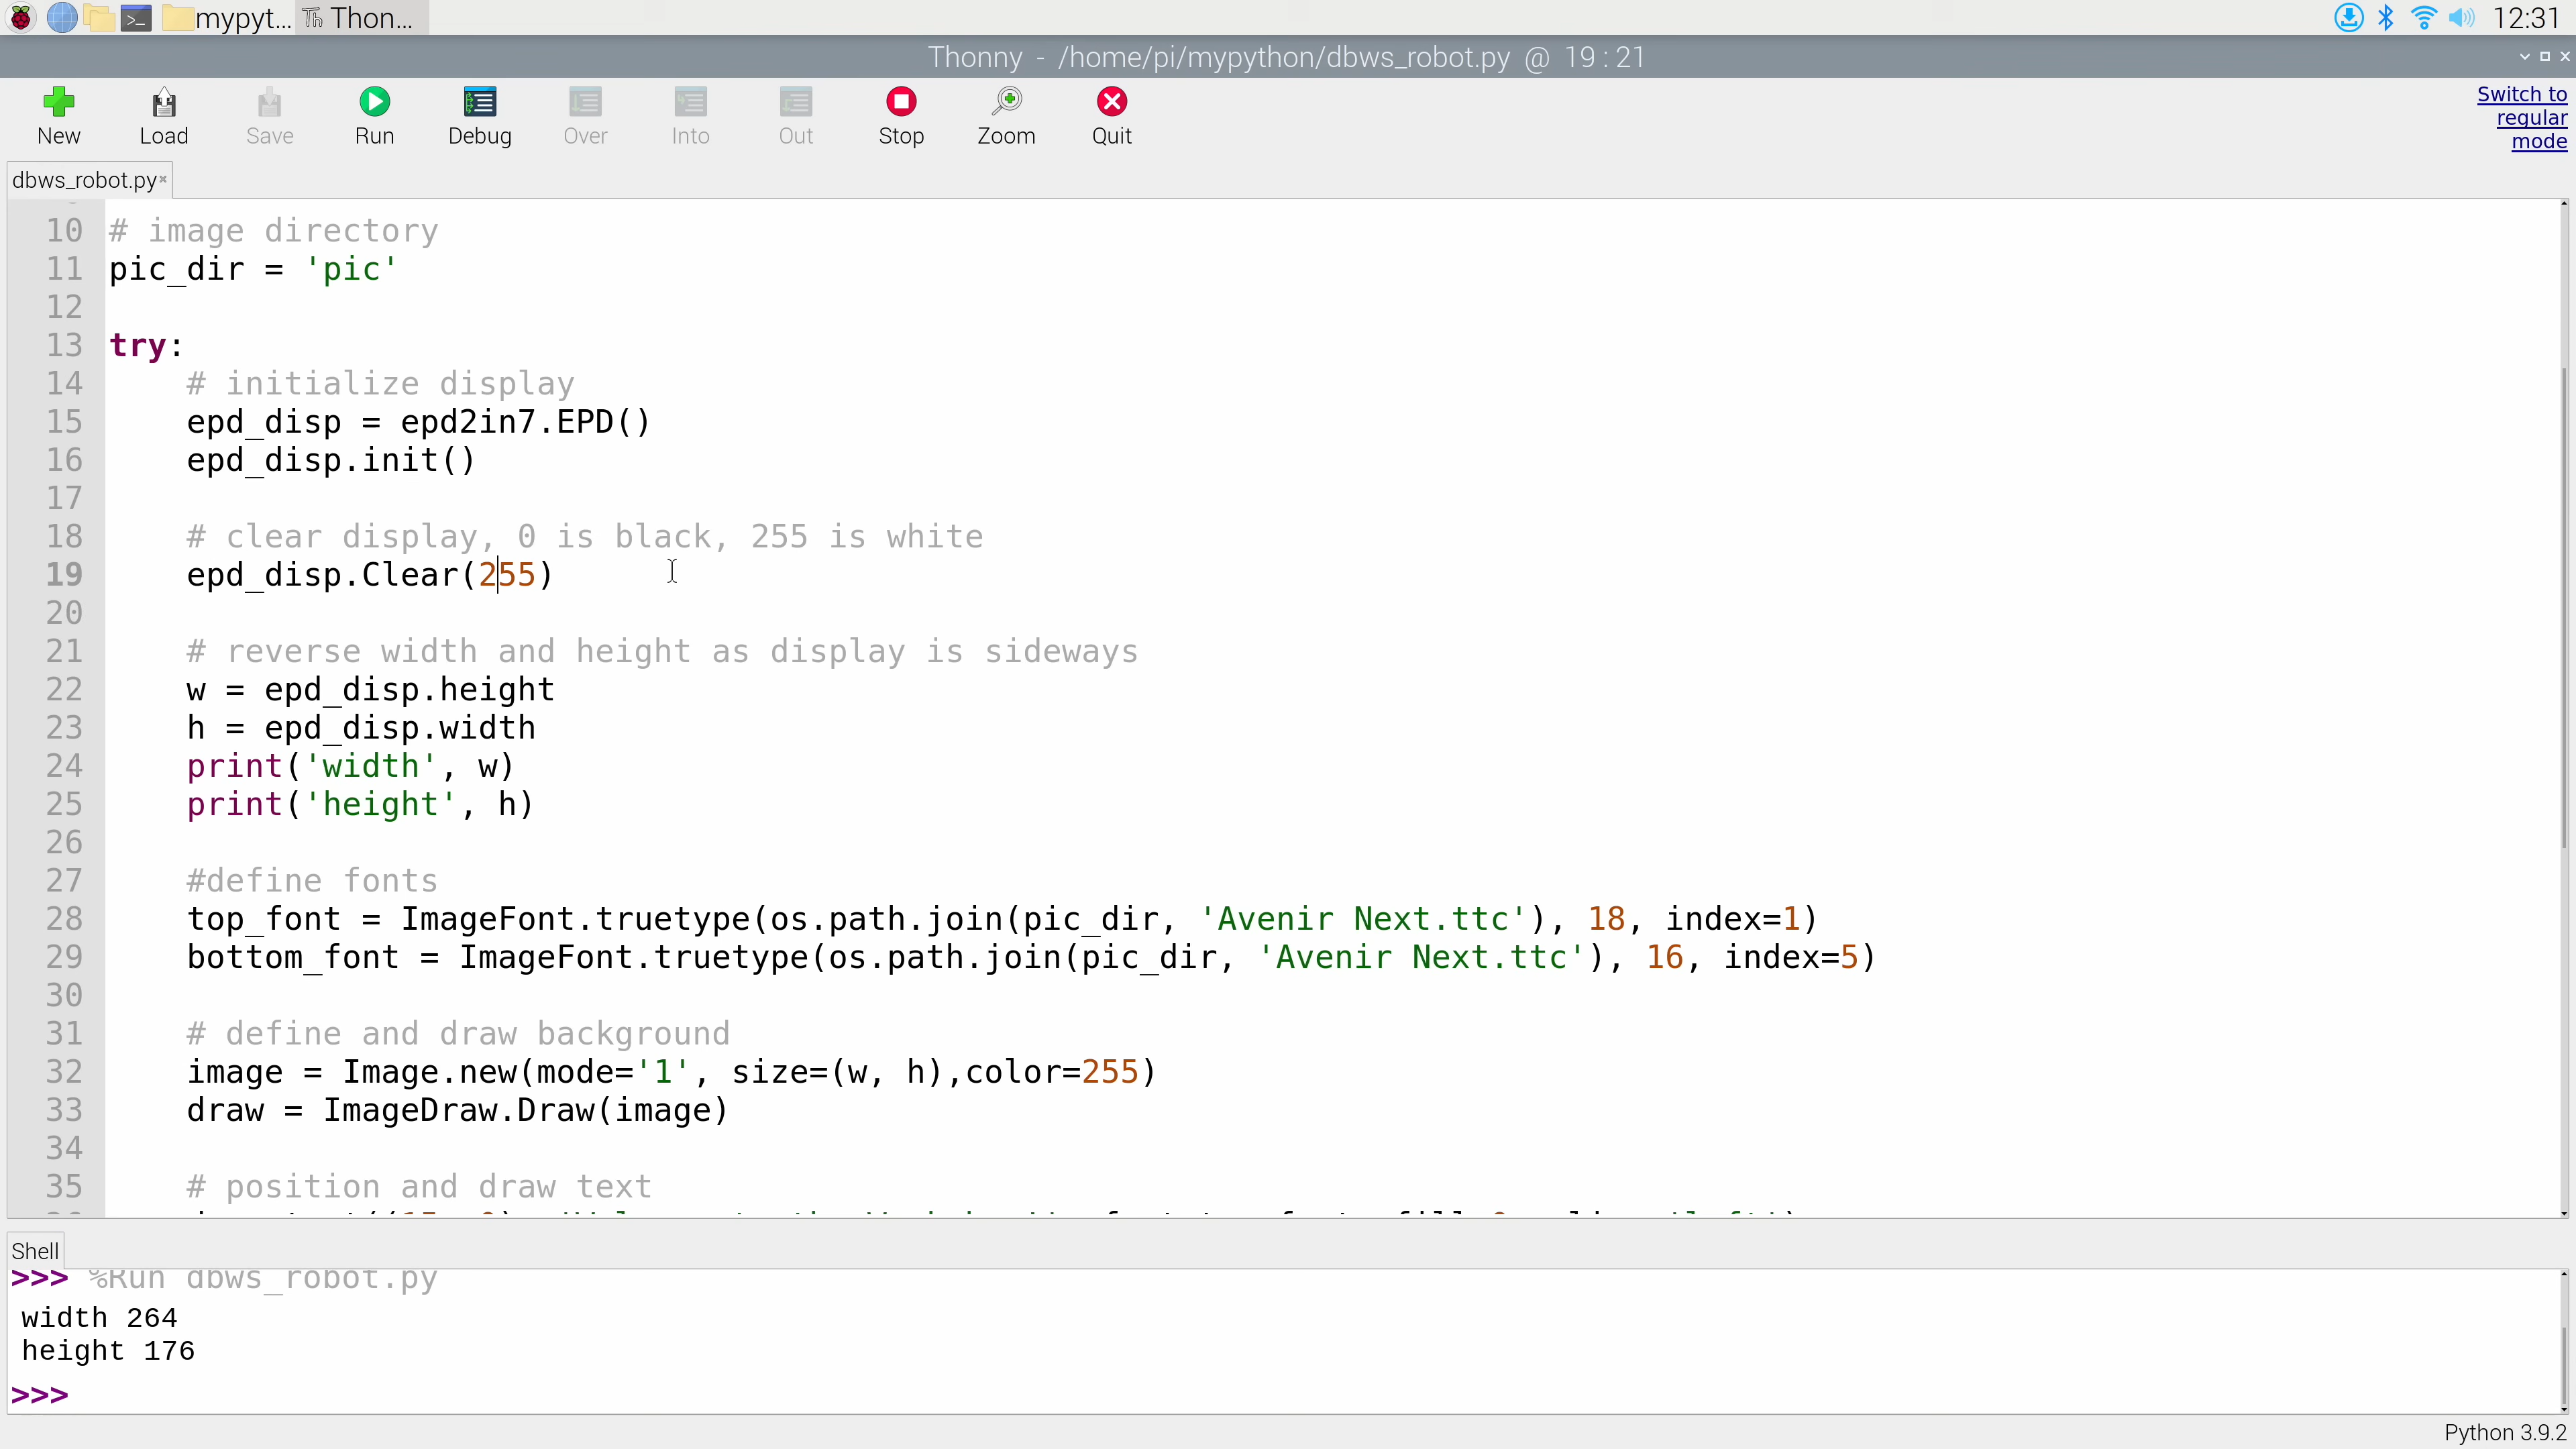 mypyt... Thon... 12:31
Thonny - /home/pi/mypython/dbws_robot.py @ 19:21
New Load Save Run Debug Over Into Out Stop Zoom Quit
Switch to
regular
mode
dbws_robot.py
10 # image directory
11 pic_dir = 'pic'
12
13 try:
14 # initialize display
15 epd_disp = epd2in7.EPD()
16 epd_disp.init()
17
18 # clear display, 0 is black, 255 is white
19 epd_disp.Clear(255)
20
21 # reverse width and height as display is sideways
22 w = epd_disp.height
23 h = epd_disp.width
24 print('width', w)
25 print('height', h)
26
27 #define fonts
28 top_font = ImageFont.truetype(os.path.join(pic_dir, 'Avenir Next.ttc'), 18, index=1)
29 bottom_font = ImageFont.truetype(os.path.join(pic_dir, 'Avenir Next.ttc'), 16, index=5)
30
31 # define and draw background
32 image = Image.new(mode='1', size=(w, h),color=255)
33 draw = ImageDraw.Draw(image)
34
35 # position and draw text
Shell
>>> %Run dbws_robot.py
width 264
height 176
>>>
Python 3.9.2